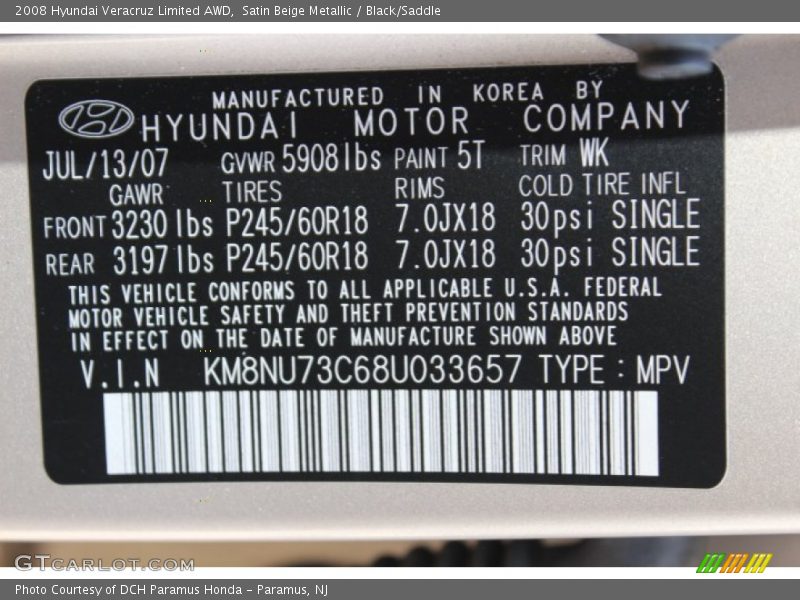 2008 Hyundai Veracruz Limited AWD,  Satin Beige Metallic / Black/Saddle
MANUFACTURED IN KOREA BY
HYUNDAI MOTOR COMPANY
JUL/13/07 GVWR 5908lbs PAINT 5T TRIM WK
GAWR TIRES RIMS COLD TIRE INFL
FRONT 3230 lbs P245/60R18 7.0JX18 30psi SINGLE
REAR 3197 lbs P245/60R18 7.0JX18 30psi SINGLE
THIS VEHICLE CONFORMS TO ALL APPLICABLE U.S.A. FEDERAL
MOTOR VEHICLE SAFETY AND THEFT PREVENTION STANDARDS
IN EFFECT ON THE DATE OF MANUFACTURE SHOWN ABOVE
V.I.N KM8NU73C68U033657 TYPE : MPV
GTCARLOT.COM
Photo Courtesy of DCH Paramus Honda - Paramus, NJ